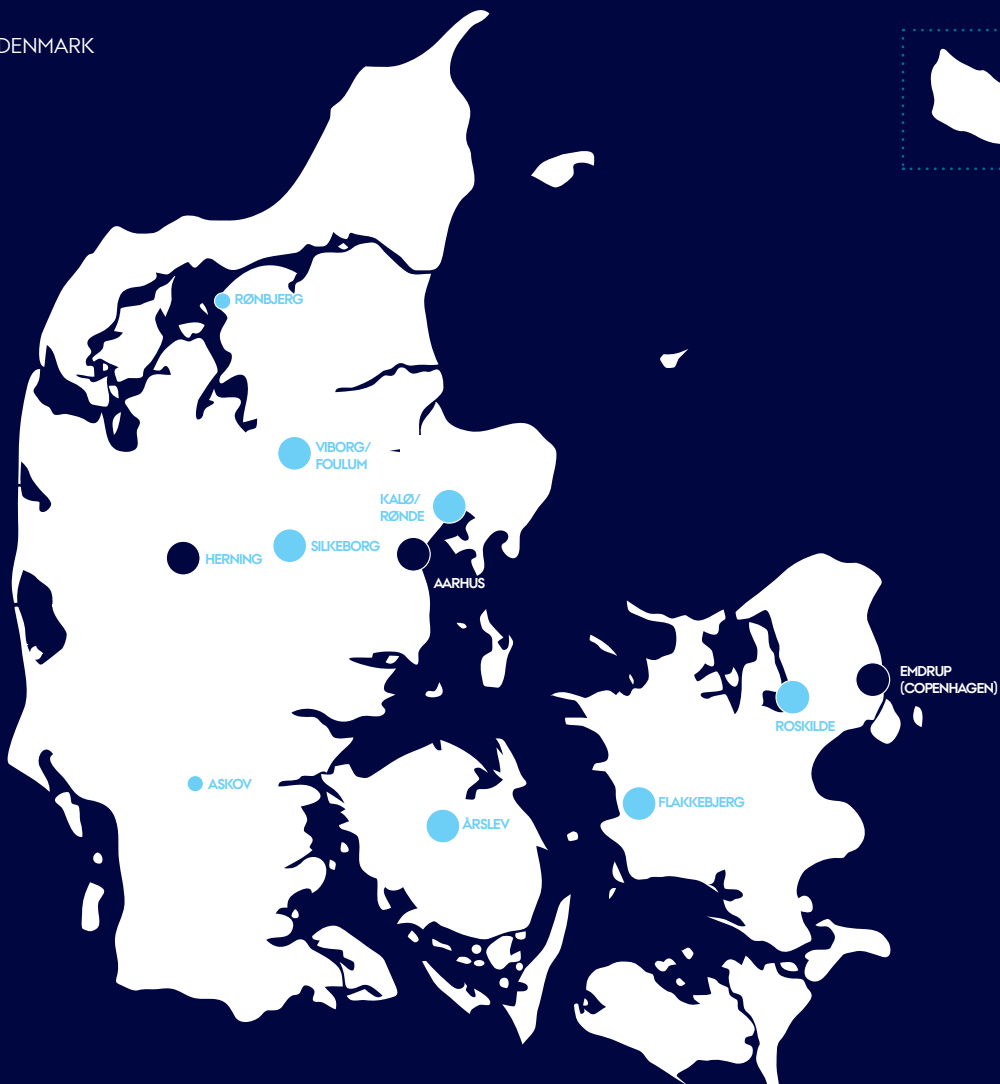 DENMARK
RØNBJERG
VIBORG/
FOULUM
KALØ/
RØNDE
SILKEBORG
HERNING
AARHUS
EMDRUP
(COPENHAGEN)
ROSKILDE
ASKOV
FLAKKEBJERG
ÅRSLEV